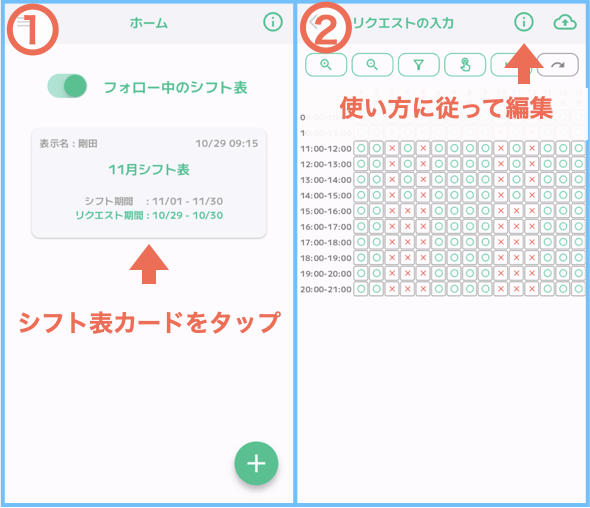 ①
ホーム
フォロー中のシフト表
表示名：剛田 10/29 09:15
11月シフト表
シフト期間 ：11/01 - 11/30
リクエスト期間：10/29 - 10/30
シフト表カードをタップ
②
リクエストの入力
使い方に従って編集
11:00-12:00 ○ ○ × ○ × ○ ○ ○ ○ × ○ × ○ ○ ○
12:00-13:00
13:00-14:00
14:00-15:00
15:00-16:00
16:00-17:00
17:00-18:00
18:00-19:00
19:00-20:00
20:00-21:00